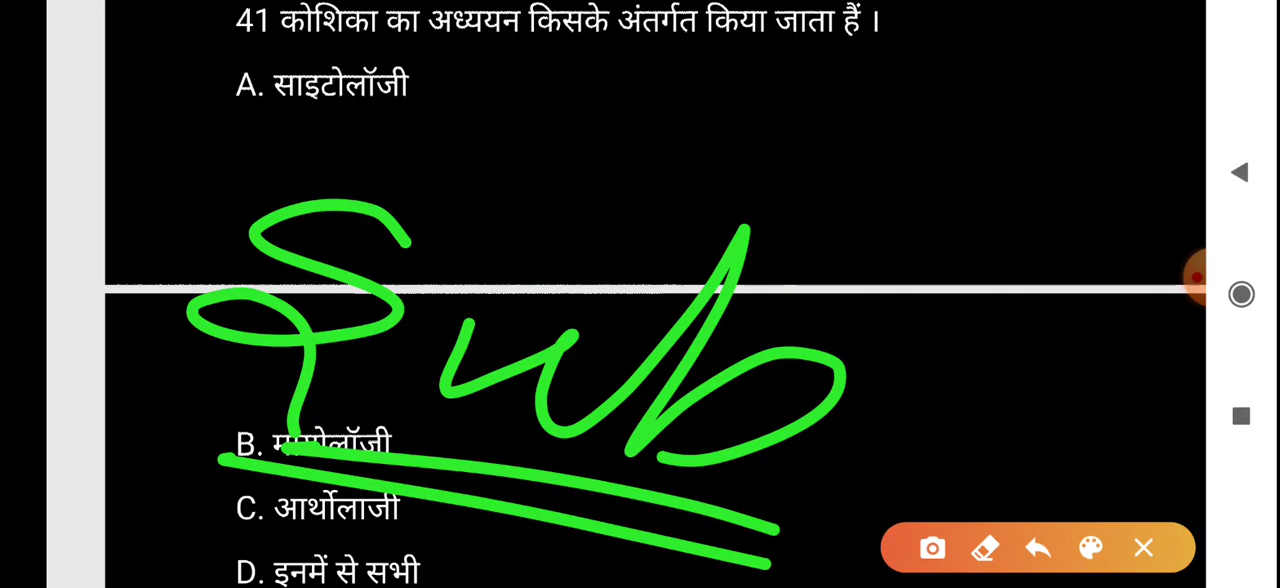 41 कोशिका का अध्ययन किसके अंतर्गत किया जाता हैं ।
A. साइटोलॉजी
Sub
B. मायोलॉजी
C. आर्थोलाजी
D. इनमें से सभी